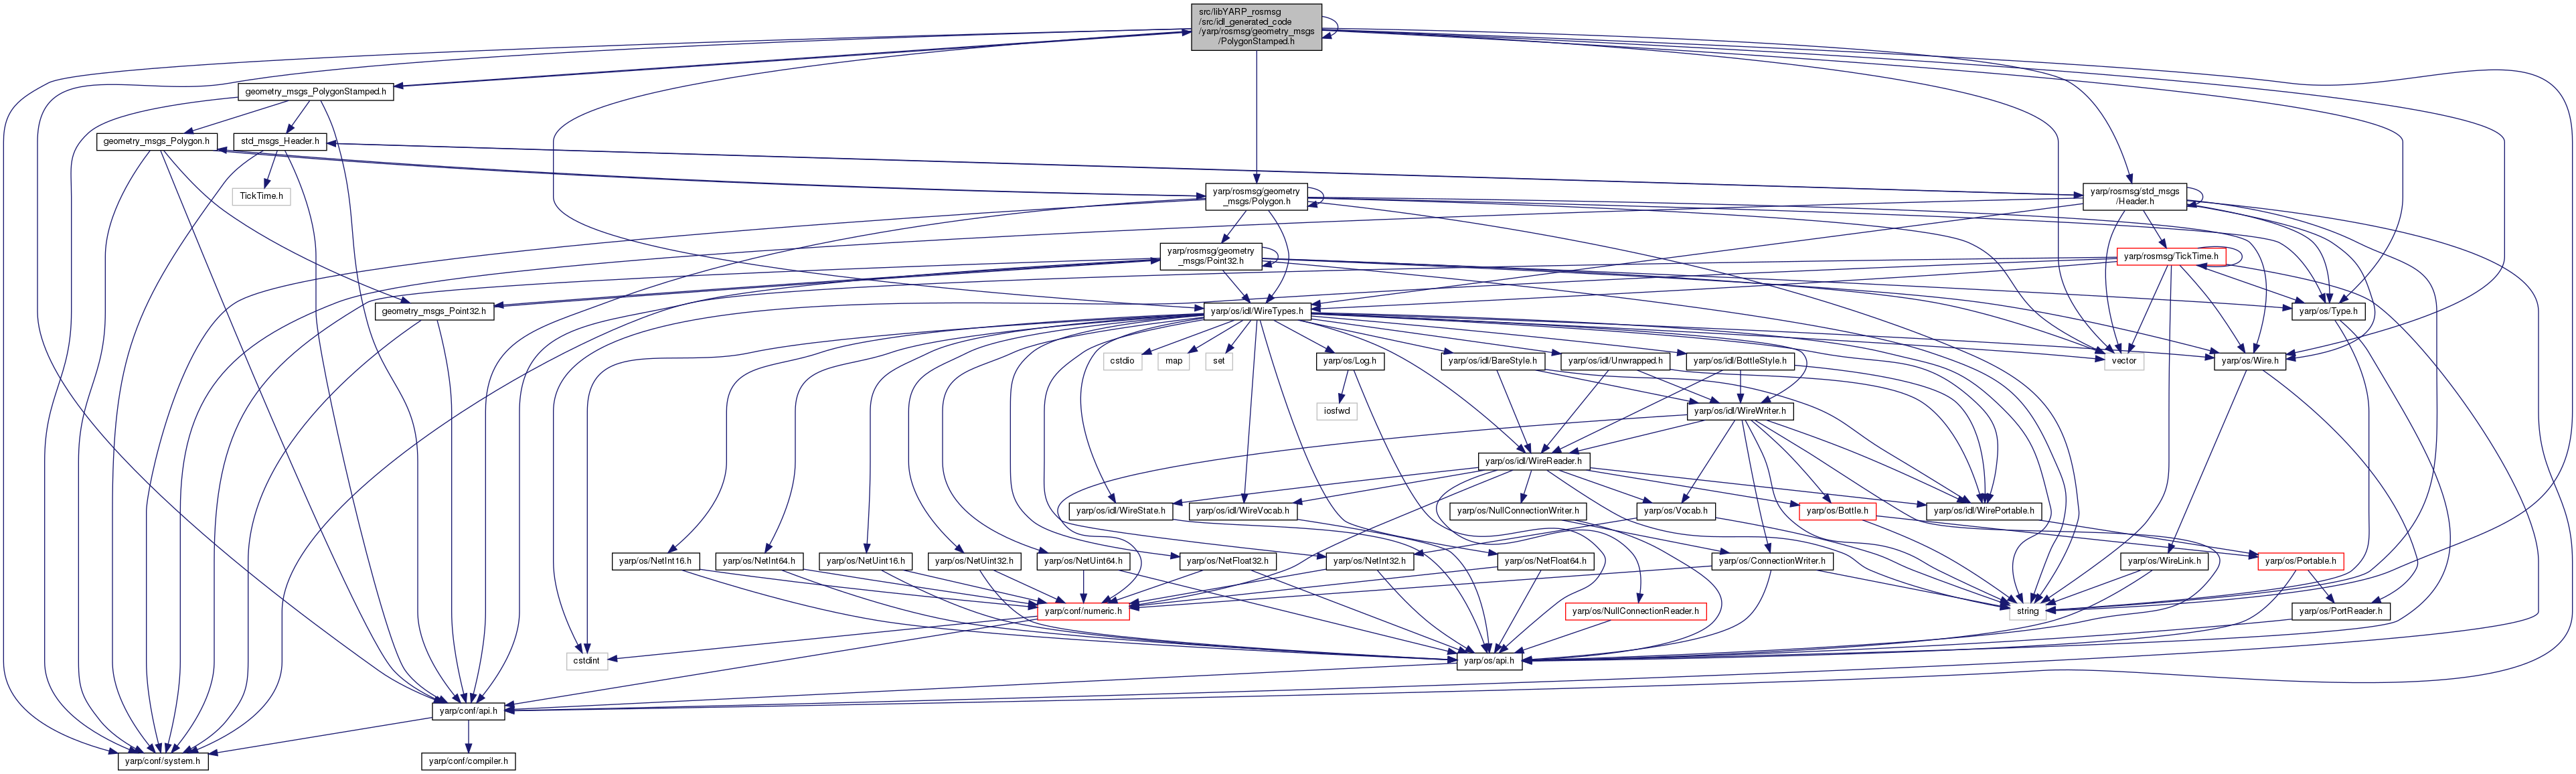 src/libYARP_rosmsg
/src/idl_generated_code
/yarp/rosmsg/geometry_msgs
/PolygonStamped.h
geometry_msgs_PolygonStamped.h
geometry_msgs_Polygon.h
std_msgs_Header.h
TickTime.h
yarp/rosmsg/geometry
_msgs/Polygon.h
yarp/rosmsg/std_msgs
/Header.h
yarp/rosmsg/geometry
_msgs/Point32.h
yarp/rosmsg/TickTime.h
geometry_msgs_Point32.h
yarp/os/idl/WireTypes.h
yarp/os/Type.h
cstdio
map
set
yarp/os/Log.h
yarp/os/idl/BareStyle.h
yarp/os/idl/Unwrapped.h
yarp/os/idl/BottleStyle.h
vector
yarp/os/Wire.h
iosfwd
yarp/os/idl/WireWriter.h
yarp/os/idl/WireReader.h
yarp/os/idl/WireState.h
yarp/os/idl/WireVocab.h
yarp/os/NullConnectionWriter.h
yarp/os/Vocab.h
yarp/os/Bottle.h
yarp/os/idl/WirePortable.h
yarp/os/NetInt16.h
yarp/os/NetInt64.h
yarp/os/NetUint16.h
yarp/os/NetUint32.h
yarp/os/NetUint64.h
yarp/os/NetFloat32.h
yarp/os/NetInt32.h
yarp/os/NetFloat64.h
yarp/os/ConnectionWriter.h
yarp/os/WireLink.h
yarp/os/Portable.h
yarp/conf/numeric.h
yarp/os/NullConnectionReader.h
string
yarp/os/PortReader.h
cstdint
yarp/os/api.h
yarp/conf/api.h
yarp/conf/system.h
yarp/conf/compiler.h